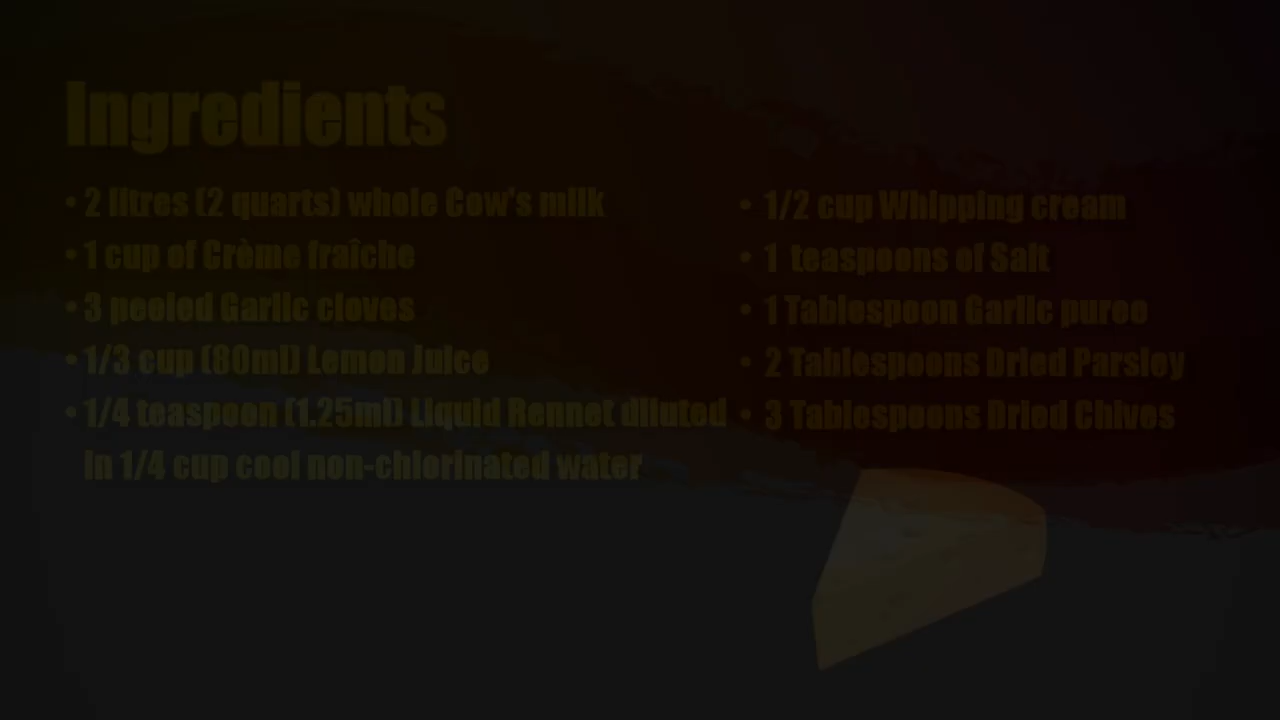 Ingredients
• 2 litres (2 quarts) whole Cow's milk
• 1 cup of Crème fraîche
• 3 peeled Garlic cloves
• 1/3 cup (80ml) Lemon Juice
• 1/4 teaspoon (1.25ml) Liquid Rennet diluted
in 1/4 cup cool non-chlorinated water
• 1/2 cup Whipping cream
• 1 teaspoons of Salt
• 1 Tablespoon Garlic puree
• 2 Tablespoons Dried Parsley
• 3 Tablespoons Dried Chives